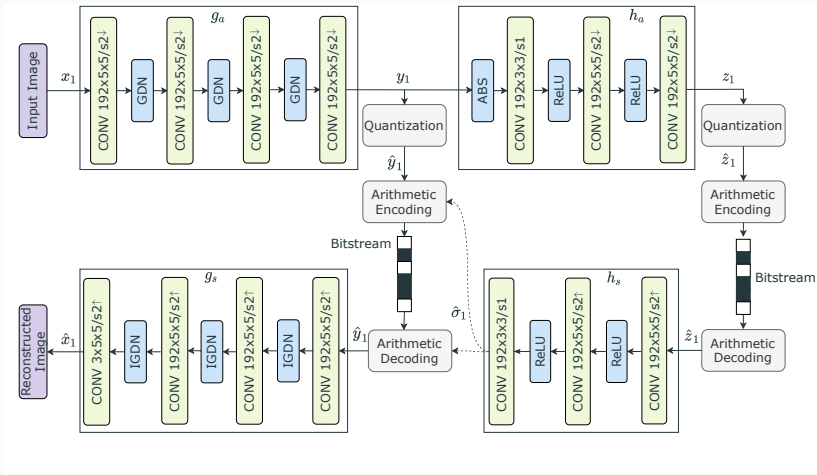 g_a
h_a
Input Image
x₁
CONV 192x5x5/s2↓
GDN
CONV 192x5x5/s2↓
GDN
CONV 192x5x5/s2↓
GDN
CONV 192x5x5/s2↓
y₁
ABS
CONV 192x3x3/s1
ReLU
CONV 192x5x5/s2↓
ReLU
CONV 192x5x5/s2↓
z₁
Quantization
Quantization
ŷ₁
ẑ₁
Arithmetic
Encoding
Arithmetic
Encoding
Bitstream
Bitstream
g_s
h_s
σ̂₁
Reconstructed
Image
x̂₁
CONV 3x5x5/s2↑
IGDN
CONV 192x5x5/s2↑
IGDN
CONV 192x5x5/s2↑
IGDN
CONV 192x5x5/s2↑
ŷ₁
Arithmetic
Decoding
CONV 192x3x3/s1
ReLU
CONV 192x5x5/s2↑
ReLU
CONV 192x5x5/s2↑
ẑ₁
Arithmetic
Decoding